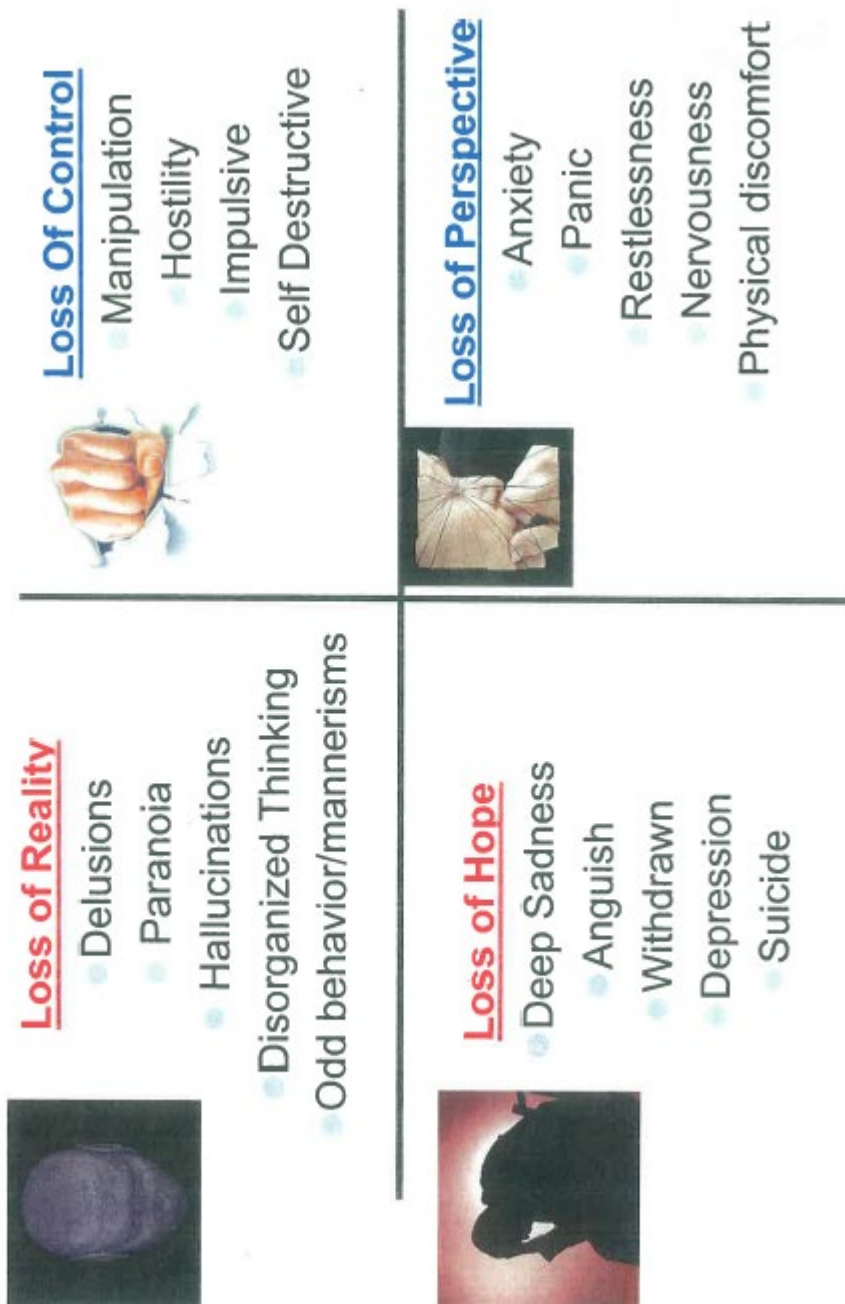 Loss of Reality
Delusions
Paranoia
Hallucinations
Disorganized Thinking
Odd behavior/mannerisms
Loss Of Control
Manipulation
Hostility
Impulsive
Self Destructive
Loss of Hope
Deep Sadness
Anguish
Withdrawn
Depression
Suicide
Loss of Perspective
Anxiety
Panic
Restlessness
Nervousness
Physical discomfort